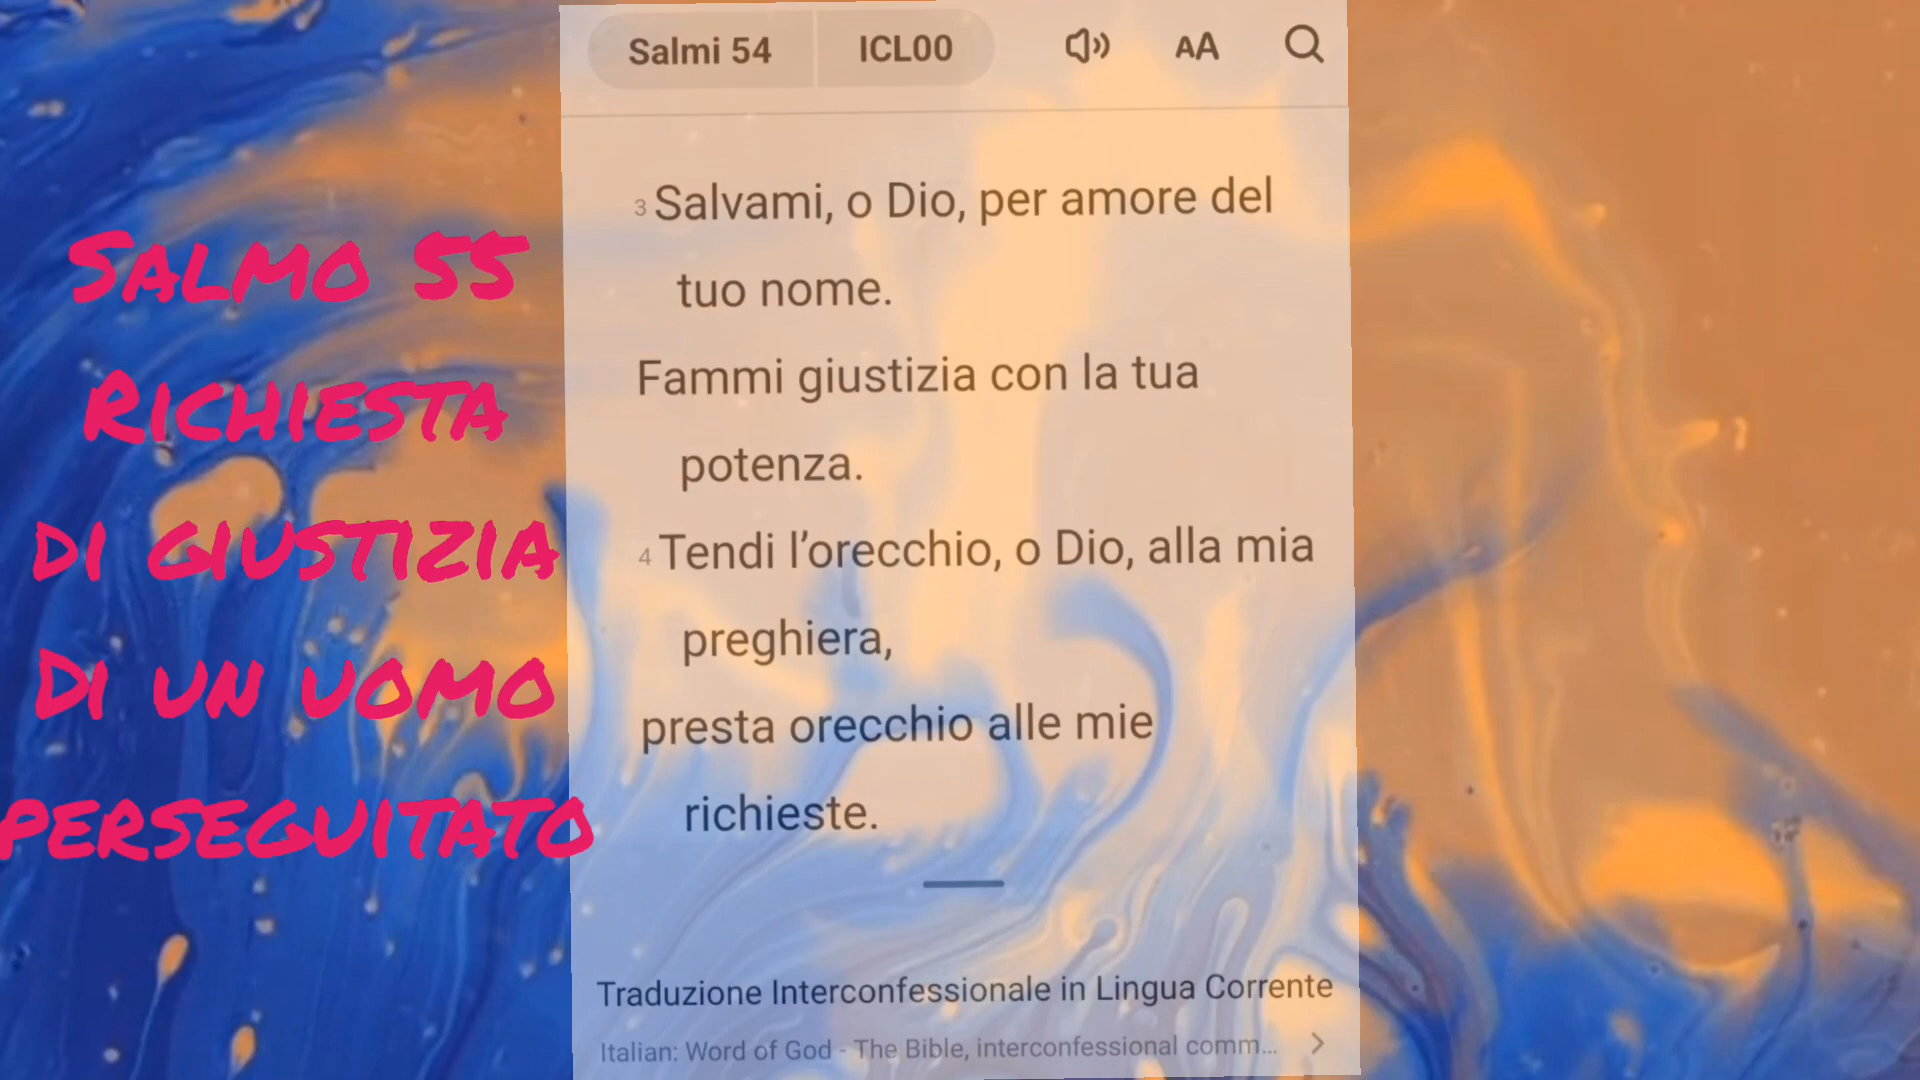 Salmo 55
Richiesta
di giustizia
Di un uomo
perseguitato
Salmi 54 ICL00 AA
3 Salvami, o Dio, per amore del
tuo nome.
Fammi giustizia con la tua
potenza.
4 Tendi l’orecchio, o Dio, alla mia
preghiera,
presta orecchio alle mie
richieste.
Traduzione Interconfessionale in Lingua Corrente
Italian: Word of God - The Bible, interconfessional comm...